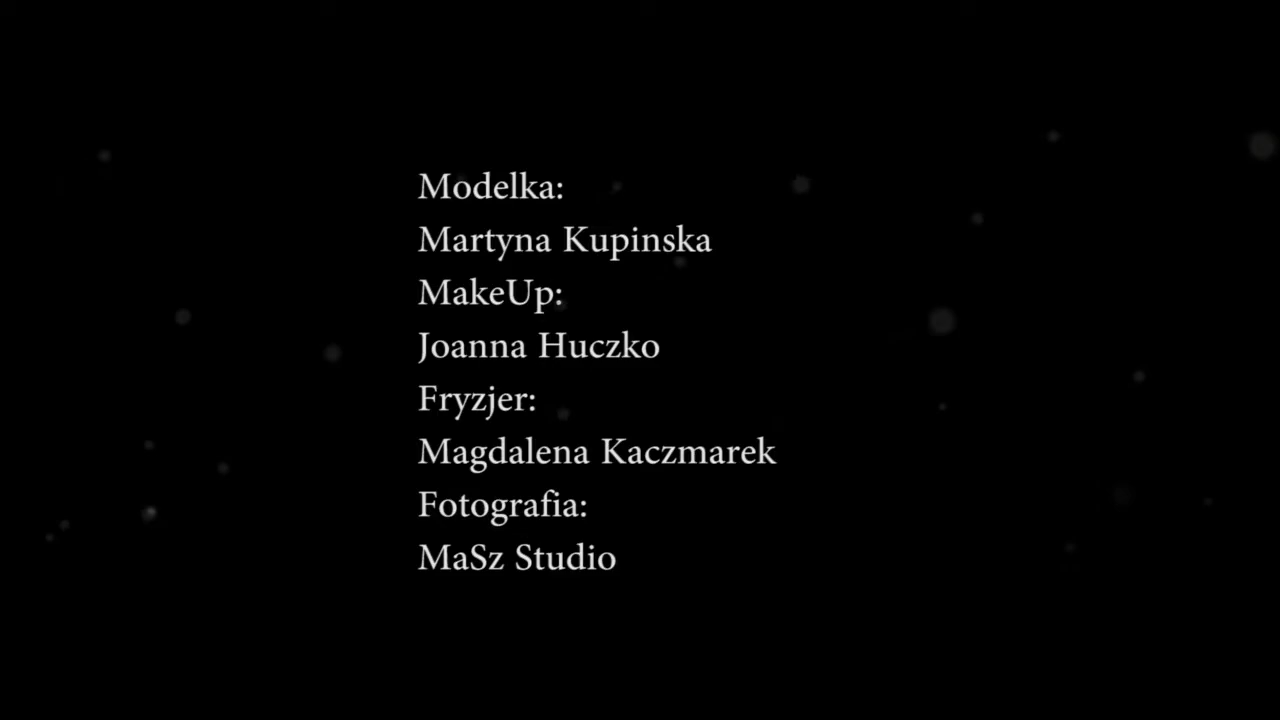 Modelka:
Martyna Kupinska
MakeUp:
Joanna Huczko
Fryzjer:
Magdalena Kaczmarek
Fotografia:
MaSz Studio